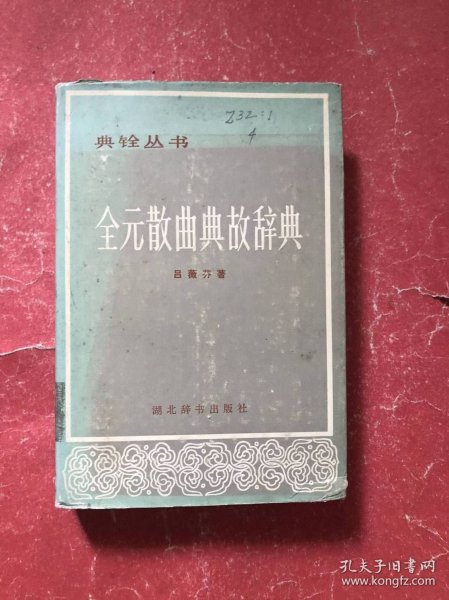 Z32:1
4
典铨丛书
全元散曲典故辞典
吕薇芬著
湖北辞书出版社
孔夫子旧书网
www.kongfz.com